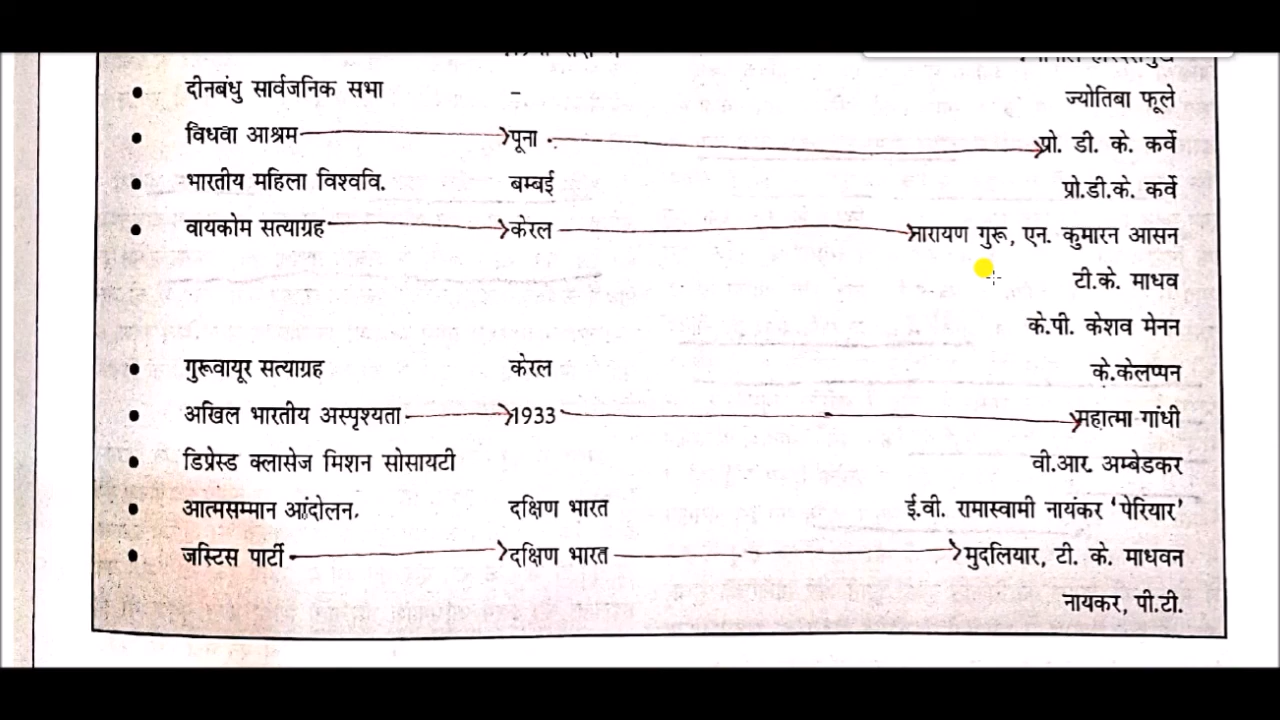 दीनबंधु सार्वजनिक सभा - ज्योतिबा फूले
विधवा आश्रम पूना प्रो. डी. के. कर्वे
भारतीय महिला विश्ववि. बम्बई प्रो.डी.के. कर्वे
वायकोम सत्याग्रह केरल नारायण गुरू, एन. कुमारन आसन
टी.के. माधव
के.पी. केशव मेनन
गुरूवायूर सत्याग्रह केरल के.केलप्पन
अखिल भारतीय अस्पृश्यता 1933 महात्मा गांधी
डिप्रेस्ड क्लासेज मिशन सोसायटी वी.आर. अम्बेडकर
आत्मसम्मान आंदोलन. दक्षिण भारत ई.वी. रामास्वामी नायंकर 'पेरियार'
जस्टिस पार्टी दक्षिण भारत मुदलियार, टी. के. माधवन
नायकर, पी.टी.